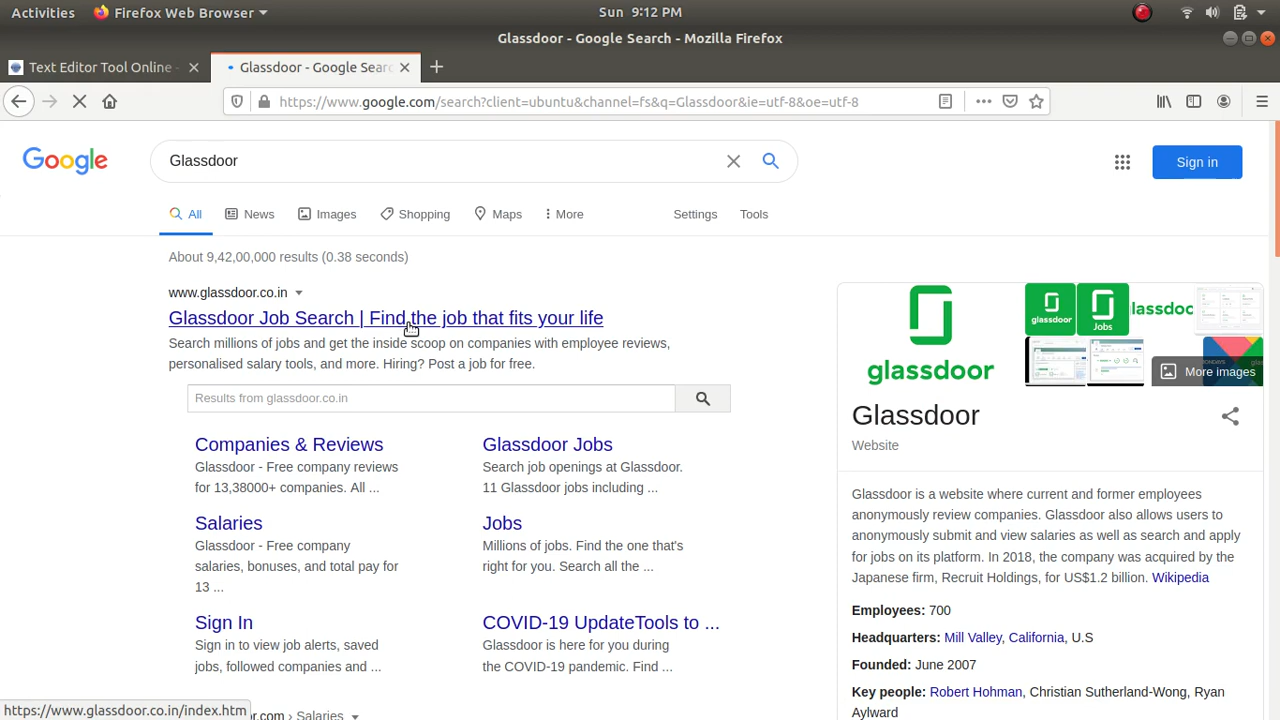 Activities
Firefox Web Browser
Sun 9:12 PM
Glassdoor - Google Search - Mozilla Firefox
Text Editor Tool Online -
Glassdoor - Google Searc
https://www.google.com/search?client=ubuntu&channel=fs&q=Glassdoor&ie=utf-8&oe=utf-8
Google
Glassdoor
Sign in
All
News
Images
Shopping
Maps
More
Settings
Tools
About 9,42,00,000 results (0.38 seconds)
www.glassdoor.co.in
Glassdoor Job Search | Find the job that fits your life
Search millions of jobs and get the inside scoop on companies with employee reviews,
personalised salary tools, and more. Hiring? Post a job for free.
Results from glassdoor.co.in
Companies & Reviews
Glassdoor - Free company reviews
for 13,38000+ companies. All ...
Glassdoor Jobs
Search job openings at Glassdoor.
11 Glassdoor jobs including ...
Salaries
Glassdoor - Free company
salaries, bonuses, and total pay for
13 ...
Jobs
Millions of jobs. Find the one that's
right for you. Search all the ...
Sign In
Sign in to view job alerts, saved
jobs, followed companies and ...
COVID-19 UpdateTools to ...
Glassdoor is here for you during
the COVID-19 pandemic. Find ...
r.com › Salaries
https://www.glassdoor.co.in/index.htm
glassdoor
glassdoor
Jobs
lassdoc
More images
Glassdoor
Website
Glassdoor is a website where current and former employees
anonymously review companies. Glassdoor also allows users to
anonymously submit and view salaries as well as search and apply
for jobs on its platform. In 2018, the company was acquired by the
Japanese firm, Recruit Holdings, for US$1.2 billion. Wikipedia
Employees: 700
Headquarters: Mill Valley, California, U.S
Founded: June 2007
Key people: Robert Hohman, Christian Sutherland-Wong, Ryan
Aylward